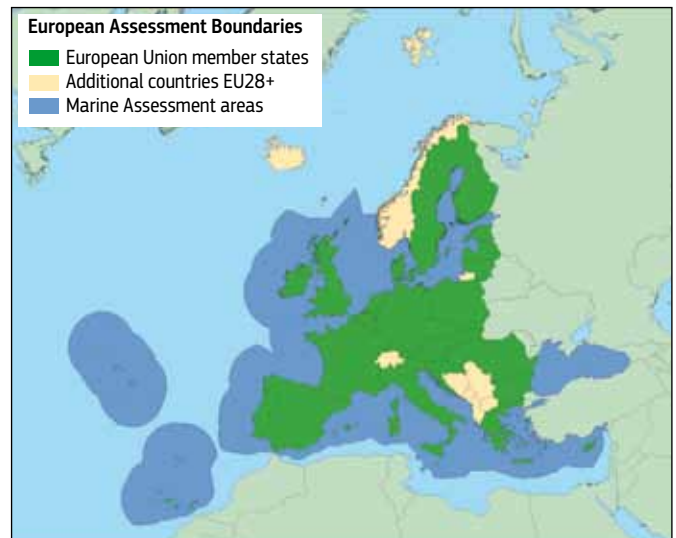 European Assessment Boundaries
European Union member states
Additional countries EU28+
Marine Assessment areas